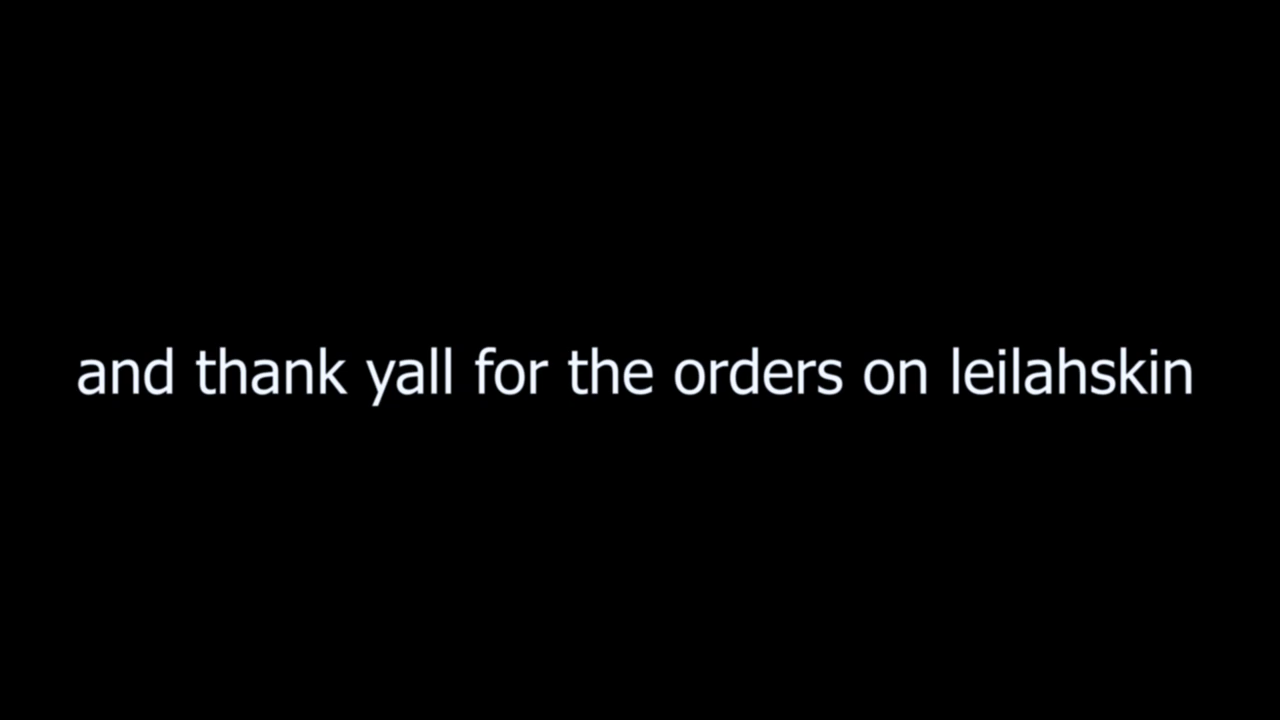 and thank yall for the orders on leilahskin